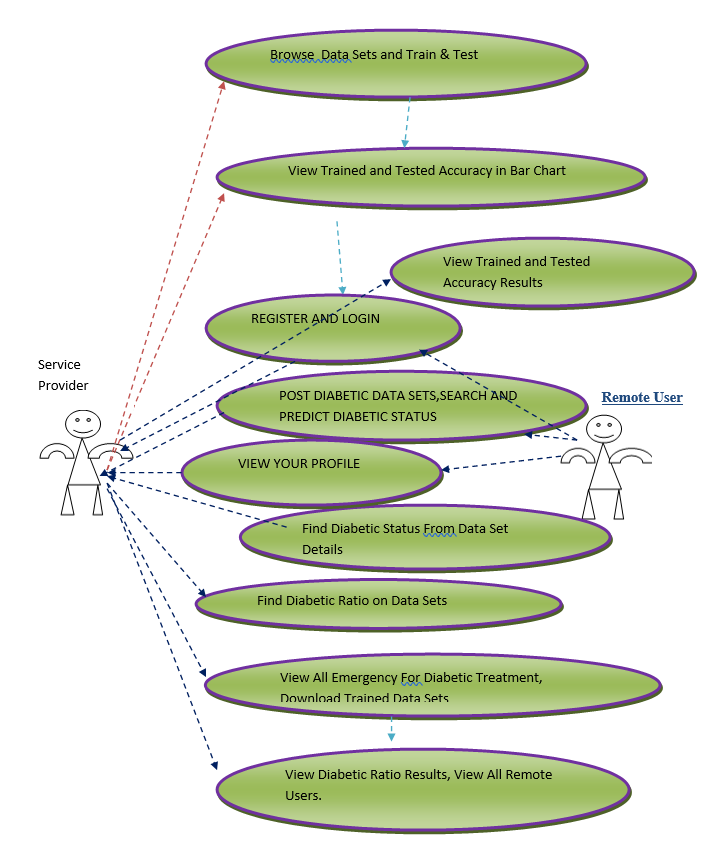 Browse Data Sets and Train & Test
View Trained and Tested Accuracy in Bar Chart
View Trained and Tested
Accuracy Results
REGISTER AND LOGIN
Service
Provider
POST DIABETIC DATA SETS,SEARCH AND
PREDICT DIABETIC STATUS
Remote User
VIEW YOUR PROFILE
Find Diabetic Status From Data Set
Details
Find Diabetic Ratio on Data Sets
View All Emergency For Diabetic Treatment,
Download Trained Data Sets
View Diabetic Ratio Results, View All Remote
Users.